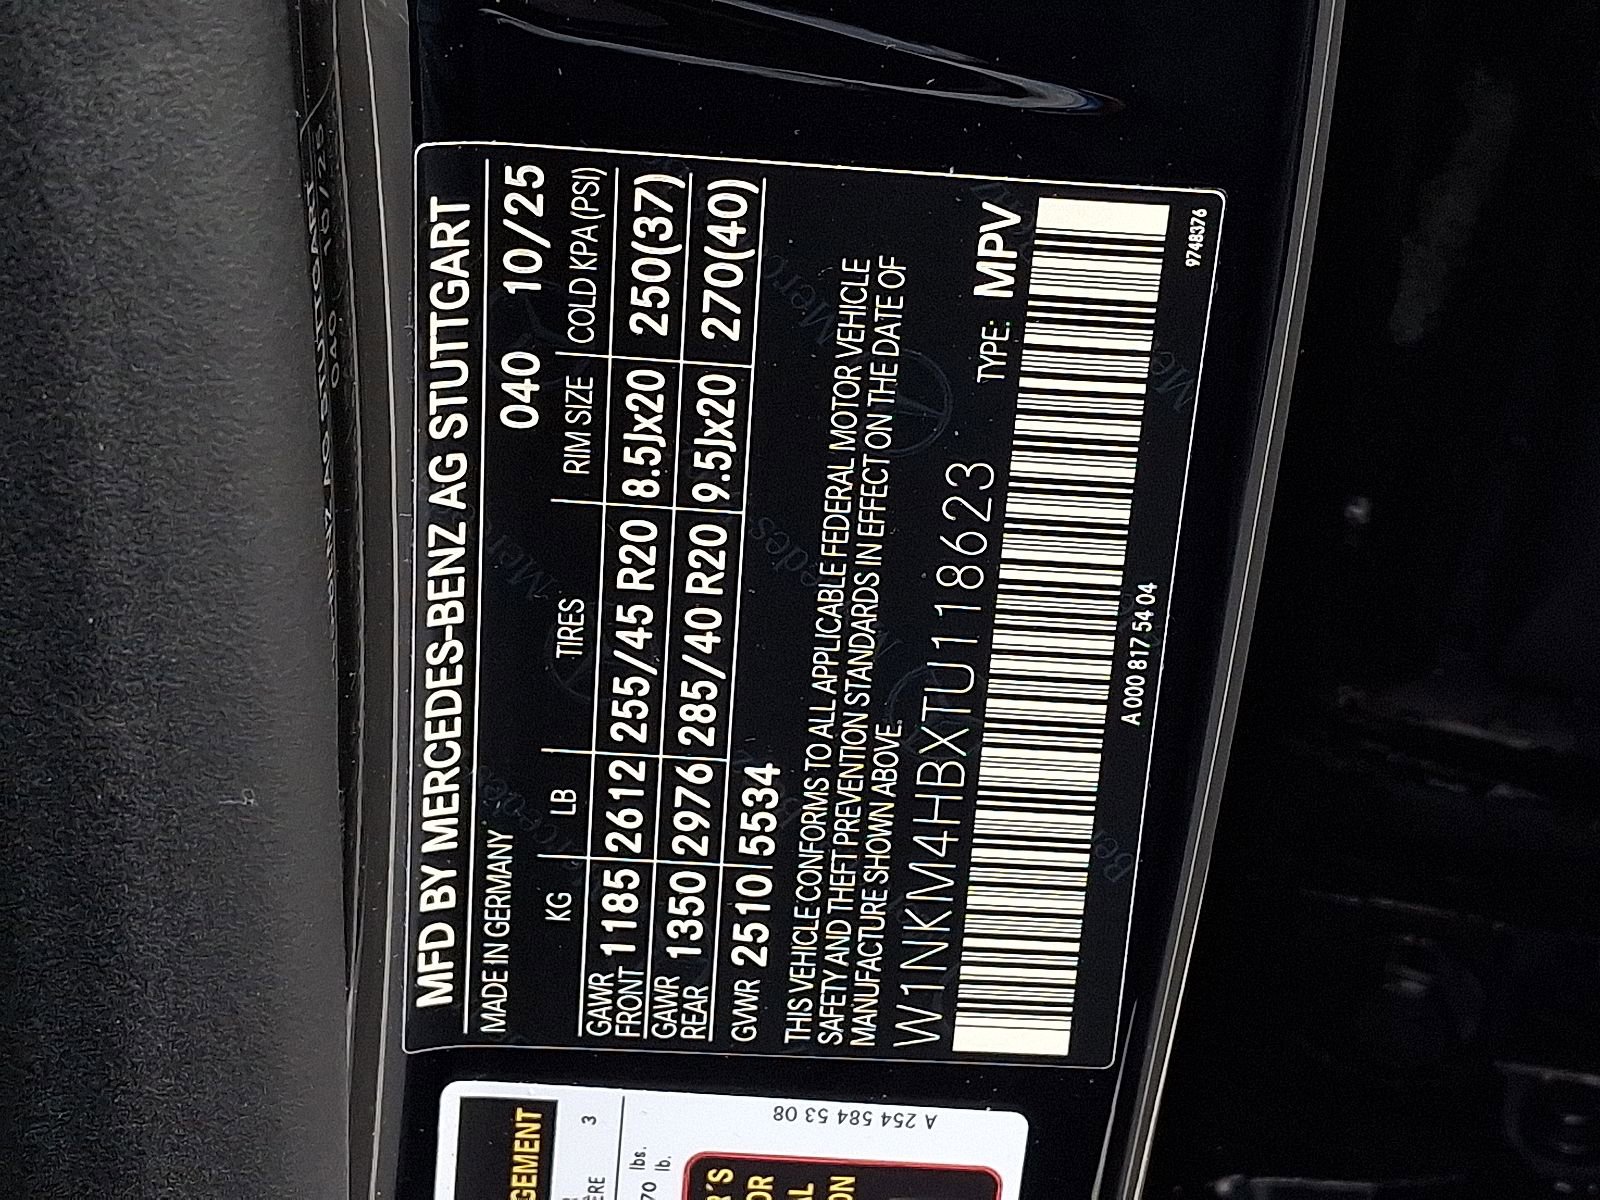 MFD BY MERCEDES-BENZ AG STUTTGART
MADE IN GERMANY 040 10/25
KG LB TIRES RIM SIZE COLD KPA (PSI)
GAWR FRONT 1185 2612 255/45 R20 8.5Jx20 250(37)
GAWR REAR 1350 2976 285/40 R20 9.5Jx20 270(40)
GVWR 2510 5534
THIS VEHICLE CONFORMS TO ALL APPLICABLE FEDERAL MOTOR VEHICLE
SAFETY AND THEFT PREVENTION STANDARDS IN EFFECT ON THE DATE OF
MANUFACTURE SHOWN ABOVE.
W1NKM4HBXTU118623 TYPE: MPV
A 000 817 54 04 9748376
GEMENT
3
lbs.
lb.
A 254 584 53 08